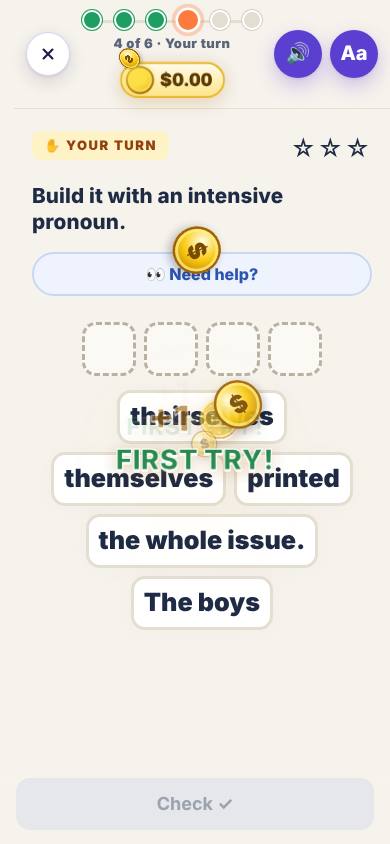 4 of 6 · Your turn
$0.00
Aa
YOUR TURN
Build it with an intensive
pronoun.
Need help?
theirselves
FIRST TRY!
themselves
printed
the whole issue.
The boys
Check ✓